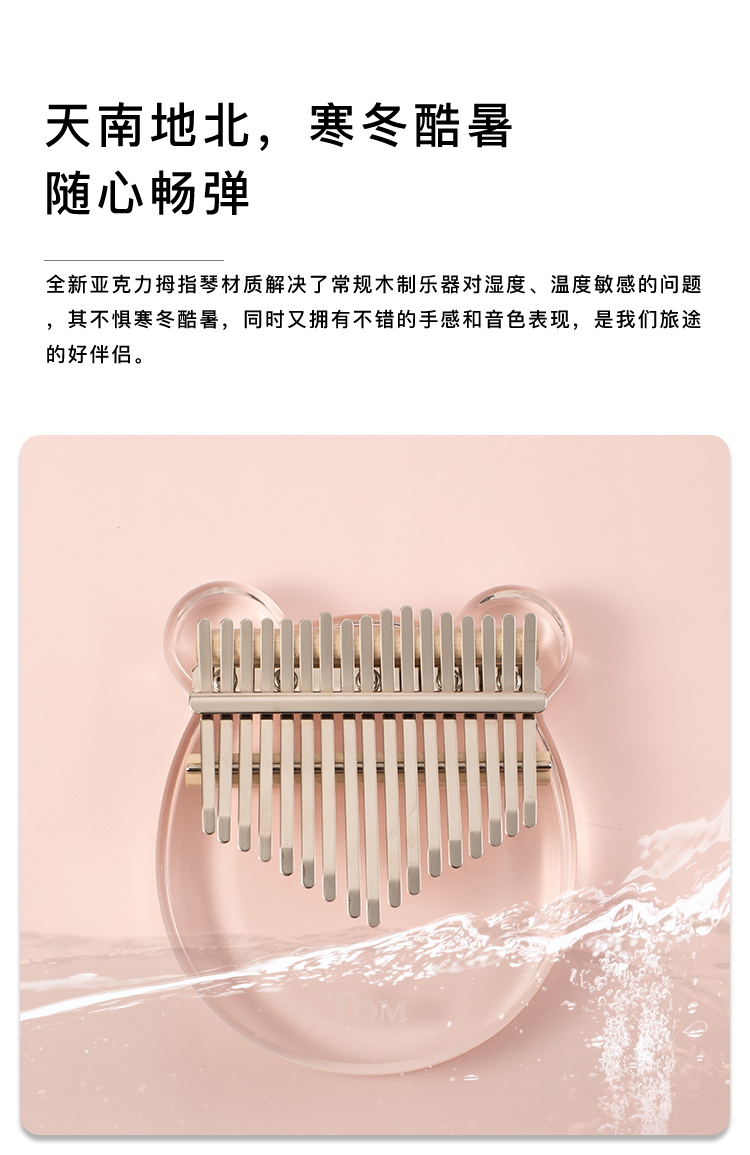 天南地北，寒冬酷暑
随心畅弹
全新亚克力拇指琴材质解决了常规木制乐器对湿度、温度敏感的问题
，其不惧寒冬酷暑，同时又拥有不错的手感和音色表现，是我们旅途
的好伴侣。
TOM